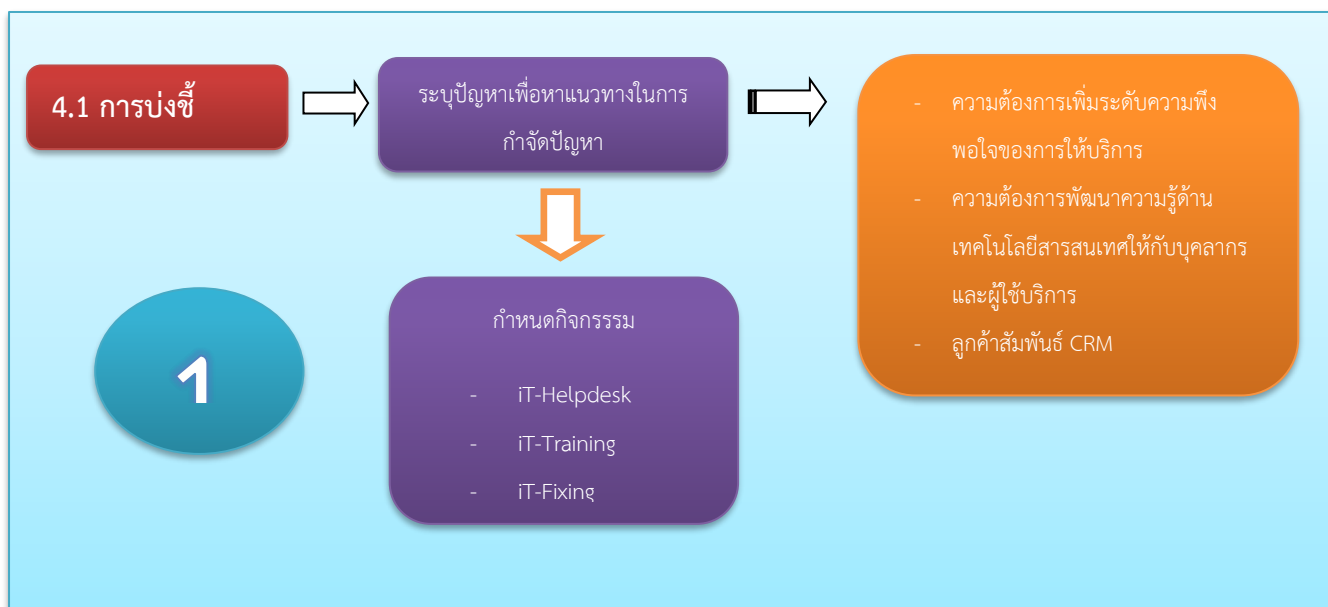 4.1 การบ่งชี้
ระบุปัญหาเพื่อหาแนวทางในการ
กำจัดปัญหา
- ความต้องการเพิ่มระดับความพึง
พอใจของการให้บริการ
- ความต้องการพัฒนาความรู้ด้าน
เทคโนโลยีสารสนเทศให้กับบุคลากร
และผู้ใช้บริการ
- ลูกค้าสัมพันธ์ CRM
กำหนดกิจกรรรม
- iT-Helpdesk
- iT-Training
- iT-Fixing
1